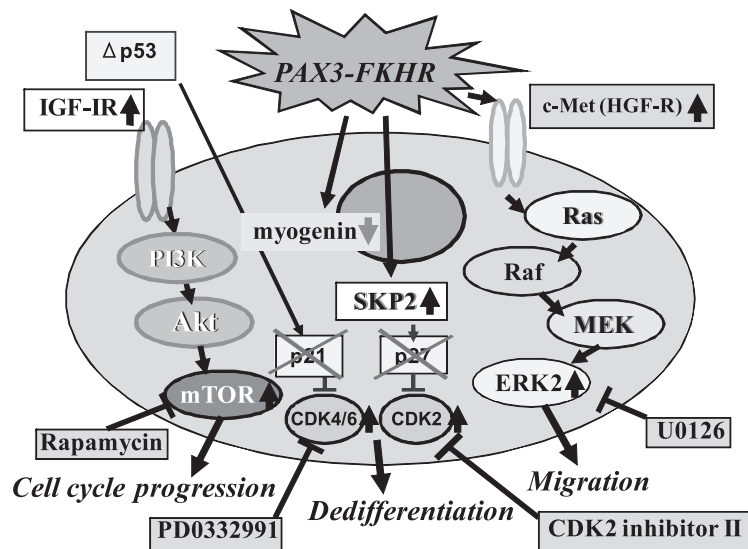 Δp53
PAX3-FKHR
IGF-IR
c-Met (HGF-R)
myogenin
Ras
PI3K
Raf
SKP2
Akt
MEK
p21
p27
mTOR
ERK2
CDK4/6
CDK2
Rapamycin
U0126
Cell cycle progression
Migration
Dedifferentiation
PD0332991
CDK2 inhibitor II